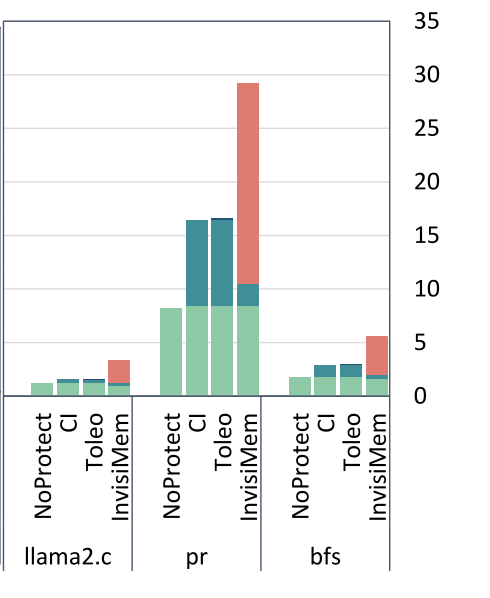 35
30
25
20
15
10
5
0
NoProtect
CI
Toleo
InvisiMem
NoProtect
CI
Toleo
InvisiMem
NoProtect
CI
Toleo
InvisiMem
llama2.c
pr
bfs